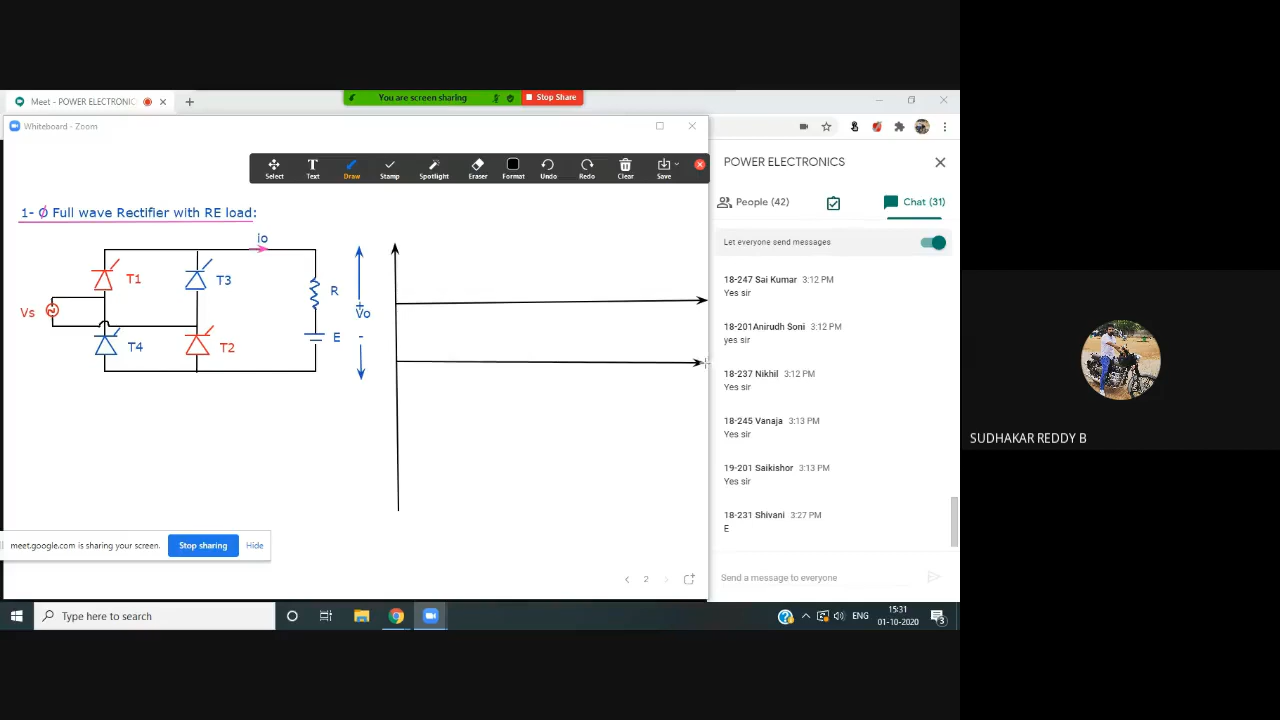 Meet - POWER ELECTRONIC
You are screen sharing
Stop Share
Whiteboard - Zoom
Select
Text
Draw
Stamp
Spotlight
Eraser
Format
Undo
Redo
Clear
Save
1- Ø Full wave Rectifier with RE load:
io
T1
T3
R
Vs
+
Vo
E
-
T4
T2
POWER ELECTRONICS
People (42)
Chat (31)
Let everyone send messages
18-247 Sai Kumar 3:12 PM
Yes sir
18-201Anirudh Soni 3:12 PM
yes sir
18-237 Nikhil 3:12 PM
Yes sir
18-245 Vanaja 3:13 PM
Yes sir
19-201 Saikishor 3:13 PM
Yes sir
18-231 Shivani 3:27 PM
E
Send a message to everyone
meet.google.com is sharing your screen.
Stop sharing
Hide
2
Type here to search
ENG
15:31
01-10-2020
3
SUDHAKAR REDDY B